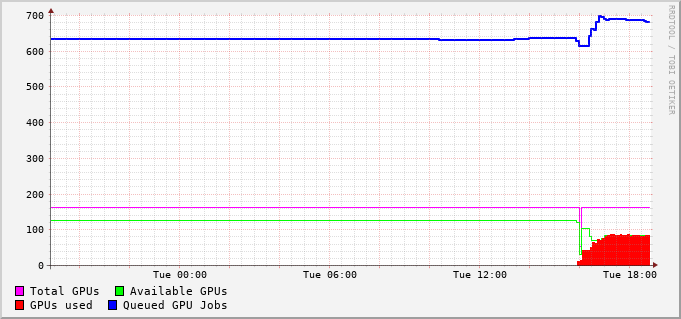 700
600
500
400
300
200
100
0
Tue 00:00 Tue 06:00 Tue 12:00 Tue 18:00
Total GPUs Available GPUs
GPUs used Queued GPU Jobs
RRDTOOL / TOBI OETIKER